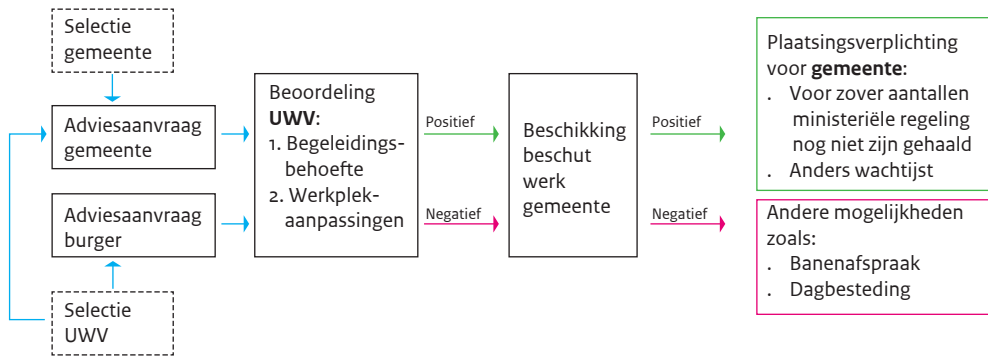 Selectie
gemeente
Adviesaanvraag
gemeente
Adviesaanvraag
burger
Selectie
UWV
Beoordeling
UWV:
1. Begeleidings-
behoefte
2. Werkplek-
aanpassingen
Positief
Negatief
Beschikking
beschut
werk
gemeente
Positief
Negatief
Plaatsingsverplichting
voor gemeente:
. Voor zover aantallen
ministeriële regeling
nog niet zijn gehaald
. Anders wachtijst
Andere mogelijkheden
zoals:
. Banenafspraak
. Dagbesteding